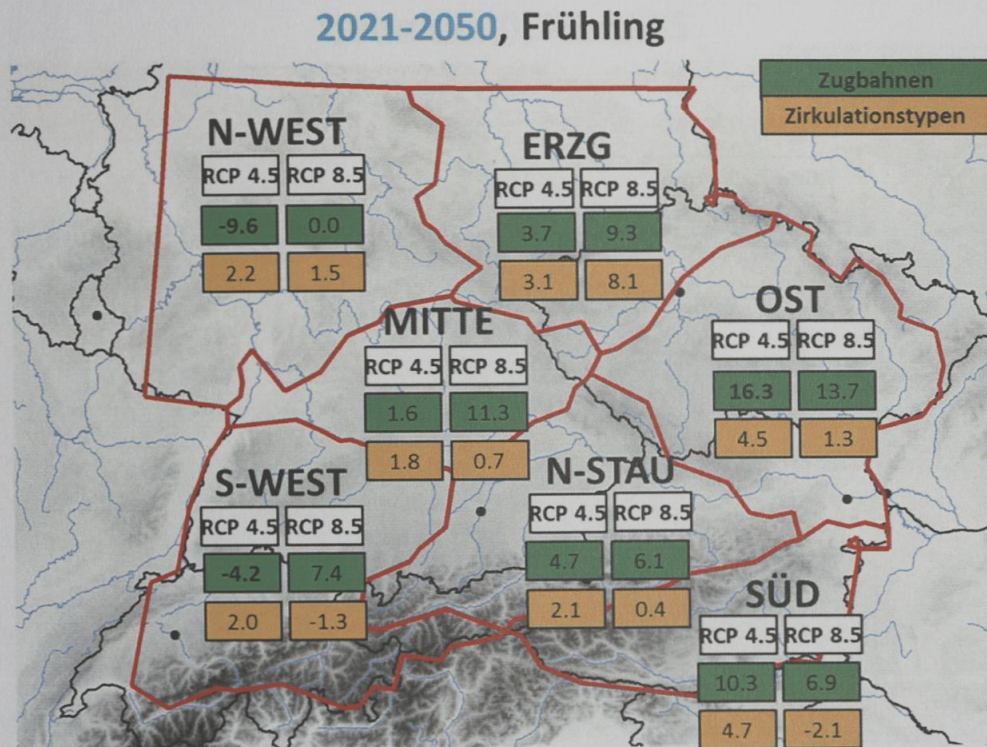 2021-2050, Frühling
Zugbahnen
Zirkulationstypen
N-WEST
RCP 4.5 RCP 8.5
-9.6 0.0
2.2 1.5
ERZG
RCP 4.5 RCP 8.5
3.7 9.3
3.1 8.1
MITTE
RCP 4.5 RCP 8.5
1.6 11.3
1.8 0.7
OST
RCP 4.5 RCP 8.5
16.3 13.7
4.5 1.3
S-WEST
RCP 4.5 RCP 8.5
-4.2 7.4
2.0 -1.3
N-STAU
RCP 4.5 RCP 8.5
4.7 6.1
2.1 0.4
SÜD
RCP 4.5 RCP 8.5
10.3 6.9
4.7 -2.1